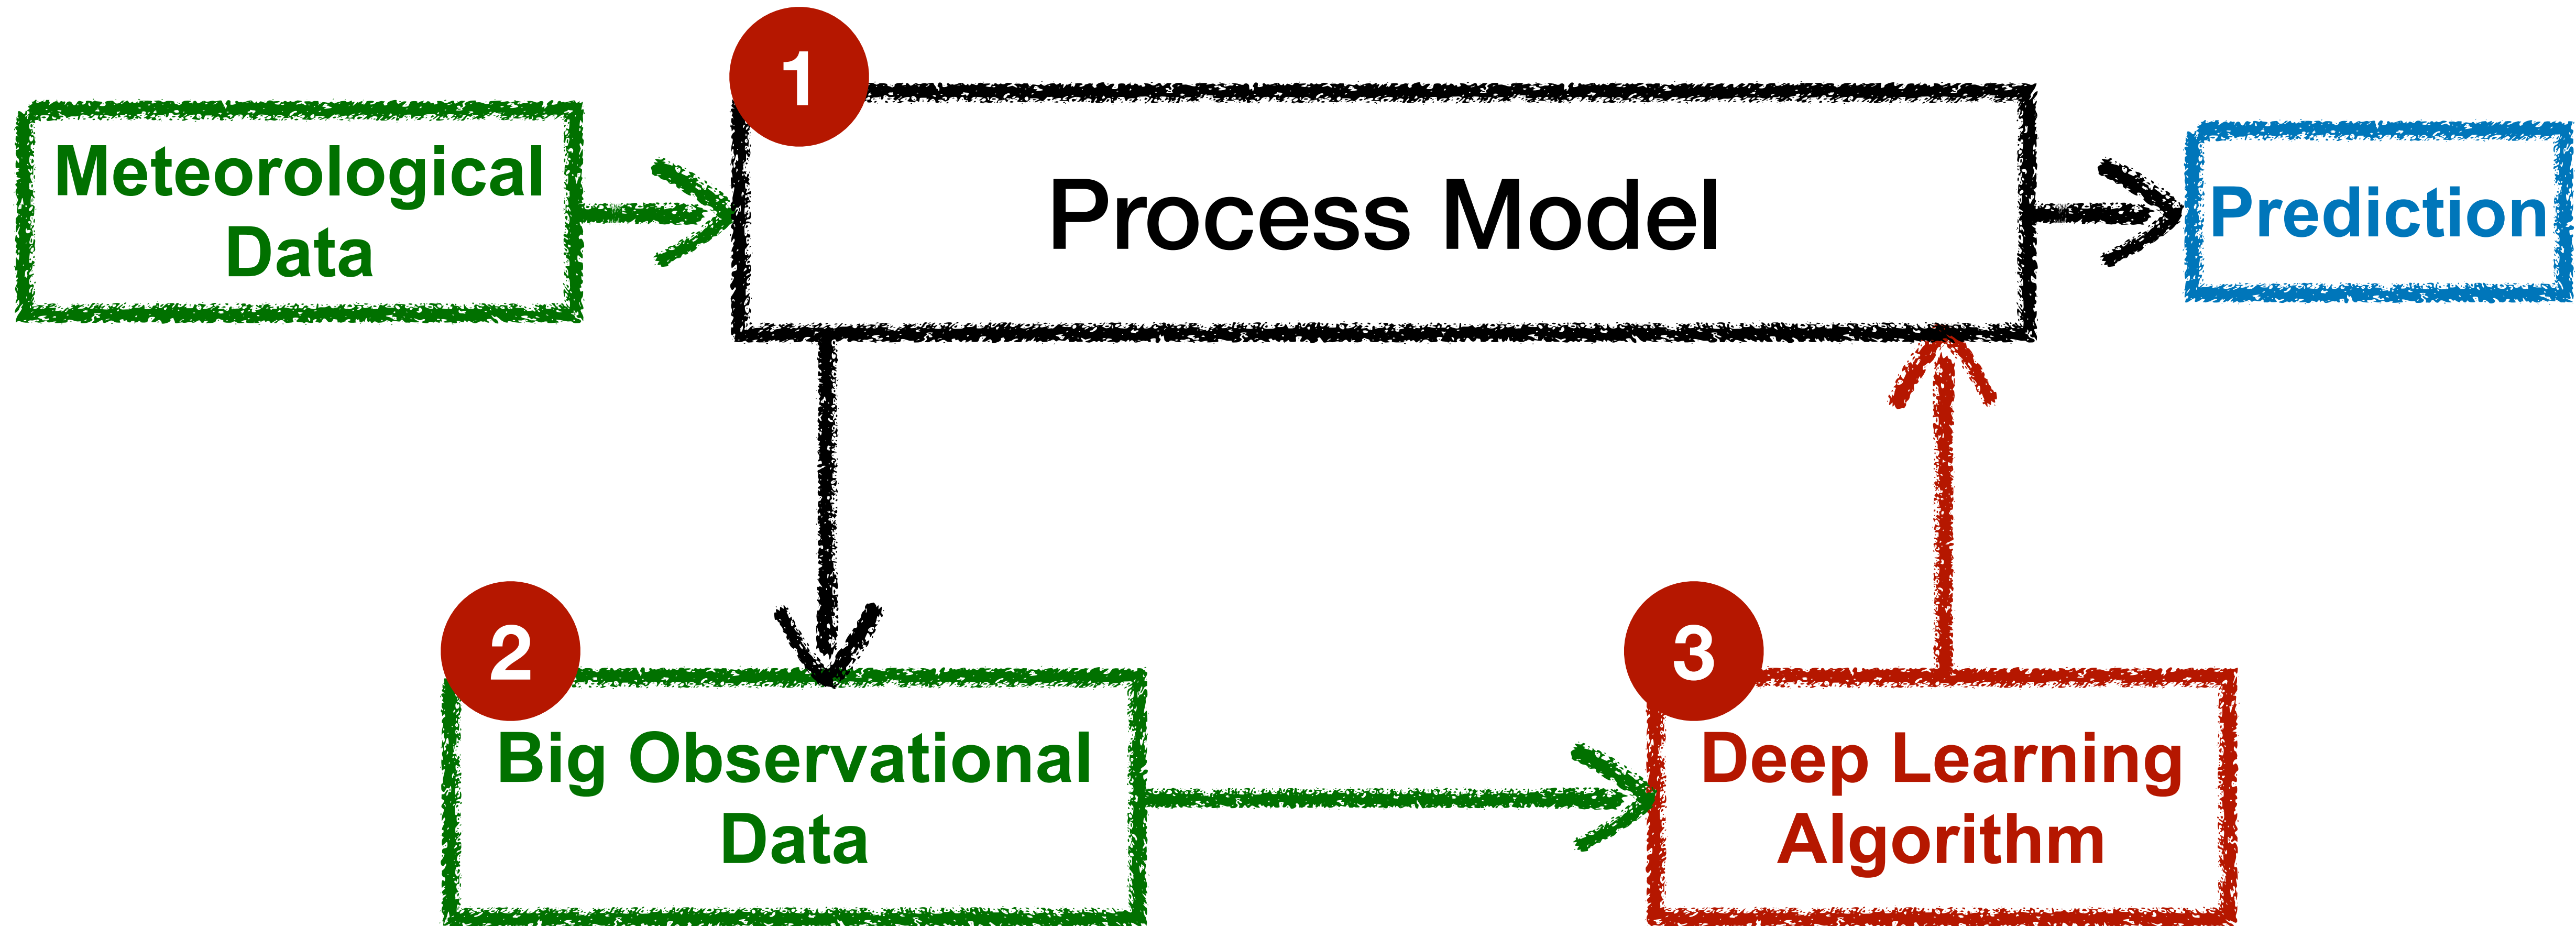 1
Meteorological
Data
Process Model
Prediction
2
Big Observational
Data
3
Deep Learning
Algorithm